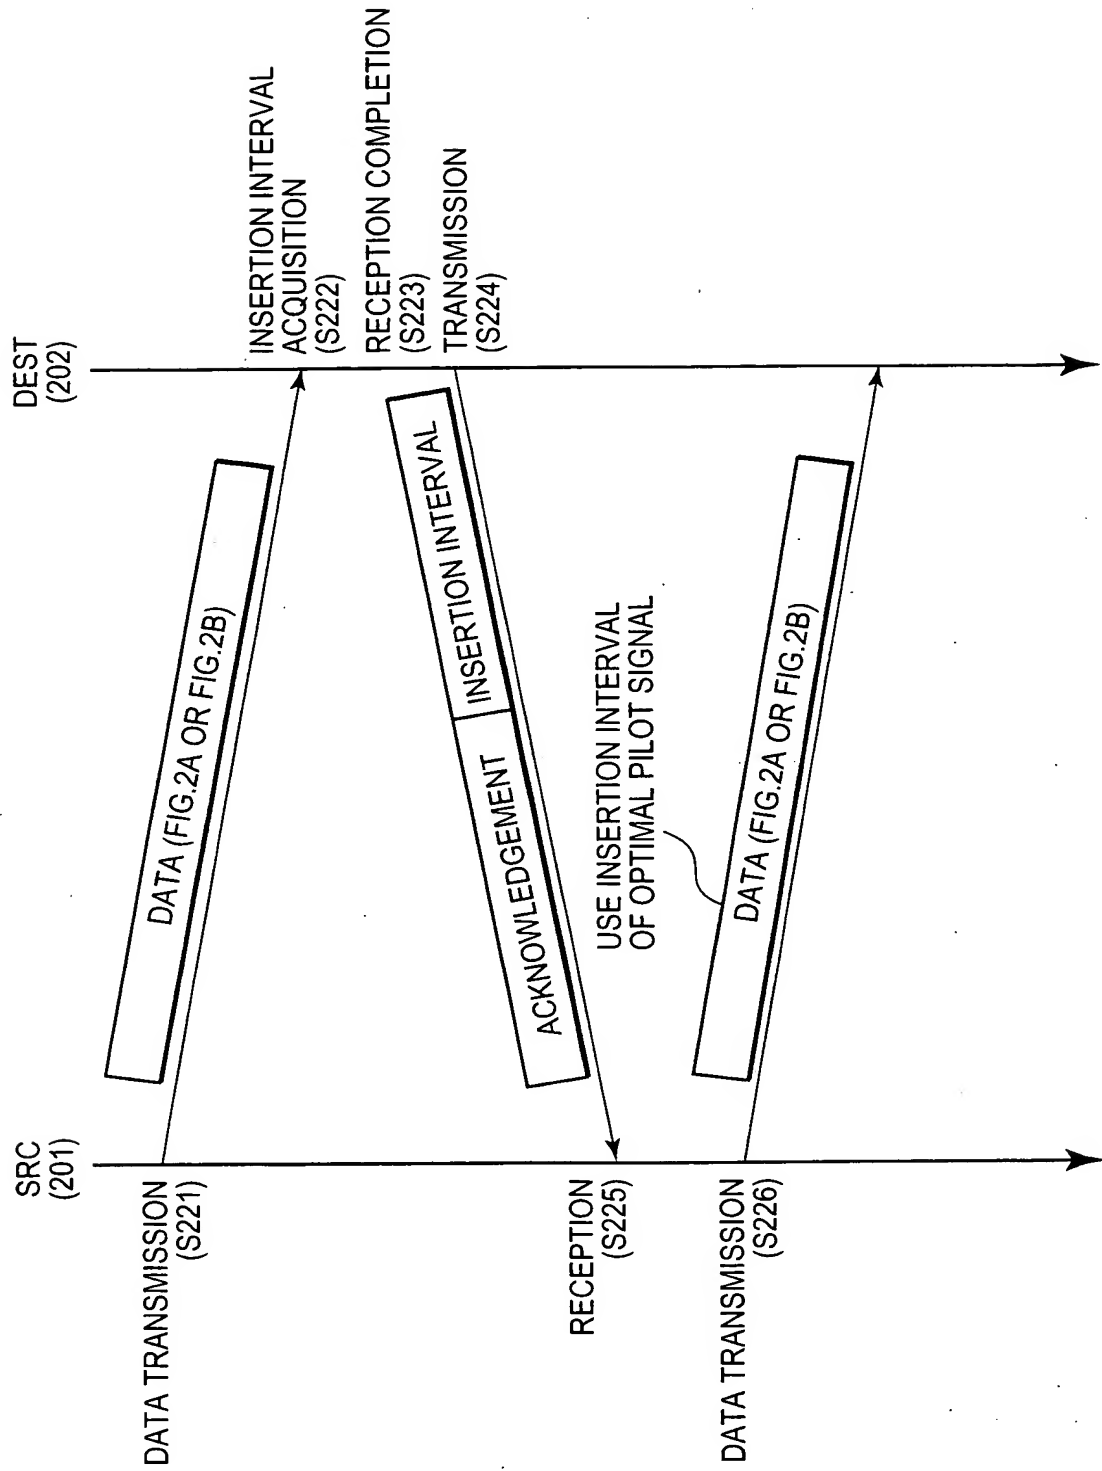 SRC
(201)
DEST
(202)
DATA TRANSMISSION
(S221)
DATA (FIG.2A OR FIG.2B)
INSERTION INTERVAL
ACQUISITION
(S222)
RECEPTION COMPLETION
(S223)
TRANSMISSION
(S224)
ACKNOWLEDGEMENT
INSERTION INTERVAL
RECEPTION
(S225)
USE INSERTION INTERVAL
OF OPTIMAL PILOT SIGNAL
DATA TRANSMISSION
(S226)
DATA (FIG.2A OR FIG.2B)